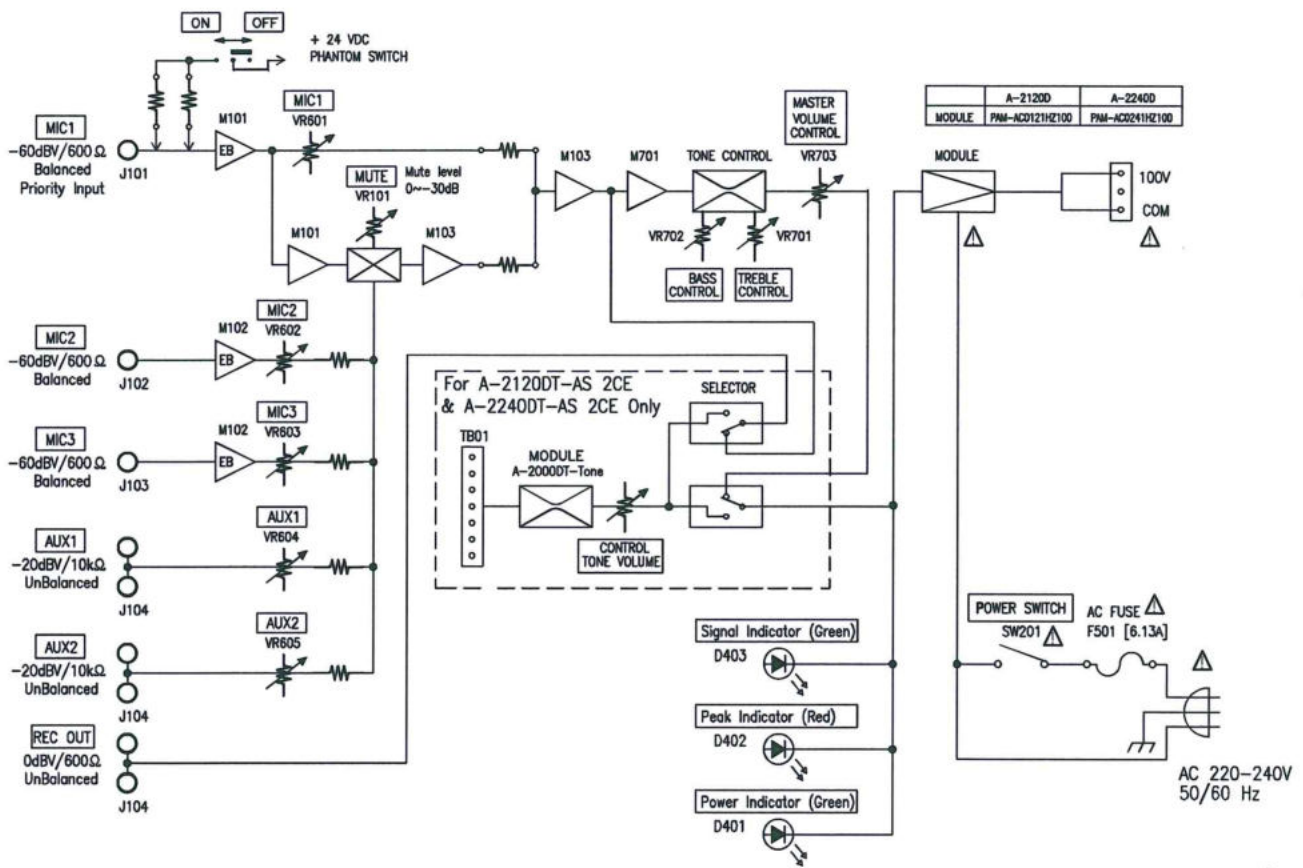 ON OFF
+ 24 VDC
PHANTOM SWITCH
MIC1
-60dBV/600Ω
Balanced
Priority Input
J101
M101
EB
MIC1
VR601
MUTE
VR101
Mute level
0~-30dB
M101
M103
M103
M701
TONE CONTROL
MASTER
VOLUME
CONTROL
VR703
VR702
VR701
BASS
CONTROL
TREBLE
CONTROL
A-2120D A-2240D
MODULE PAM-AC0121HZ100 PAM-AC0241HZ100
MODULE
100V
COM
MIC2
-60dBV/600Ω
Balanced
J102
M102
EB
MIC2
VR602
MIC3
-60dBV/600Ω
Balanced
J103
M102
EB
MIC3
VR603
For A-2120DT-AS 2CE
& A-2240DT-AS 2CE Only
SELECTOR
TB01
MODULE
A-2000DT-Tone
CONTROL
TONE VOLUME
AUX1
-20dBV/10kΩ
UnBalanced
J104
AUX1
VR604
AUX2
-20dBV/10kΩ
UnBalanced
J104
AUX2
VR605
REC OUT
0dBV/600Ω
UnBalanced
J104
Signal Indicator (Green)
D403
Peak Indicator (Red)
D402
Power Indicator (Green)
D401
POWER SWITCH
SW201
AC FUSE
F501 [6.13A]
AC 220-240V
50/60 Hz